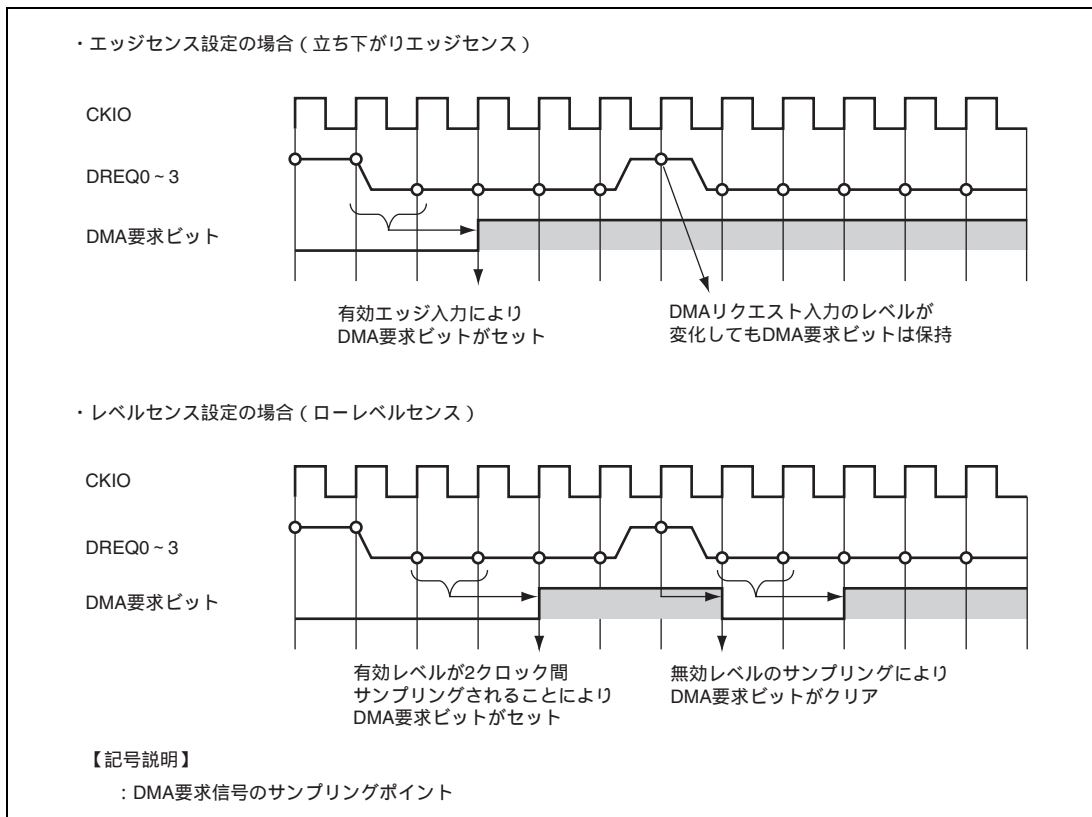 ・エッジセンス設定の場合（立ち下がりエッジセンス）
CKIO
DREQ0~3
DMA要求ビット
有効エッジ入力により
DMA要求ビットがセット
DMAリクエスト入力のレベルが
変化してもDMA要求ビットは保持
・レベルセンス設定の場合（ローレベルセンス）
CKIO
DREQ0~3
DMA要求ビット
有効レベルが2クロック間
サンプリングされることにより
DMA要求ビットがセット
無効レベルのサンプリングにより
DMA要求ビットがクリア
【記号説明】
：DMA要求信号のサンプリングポイント